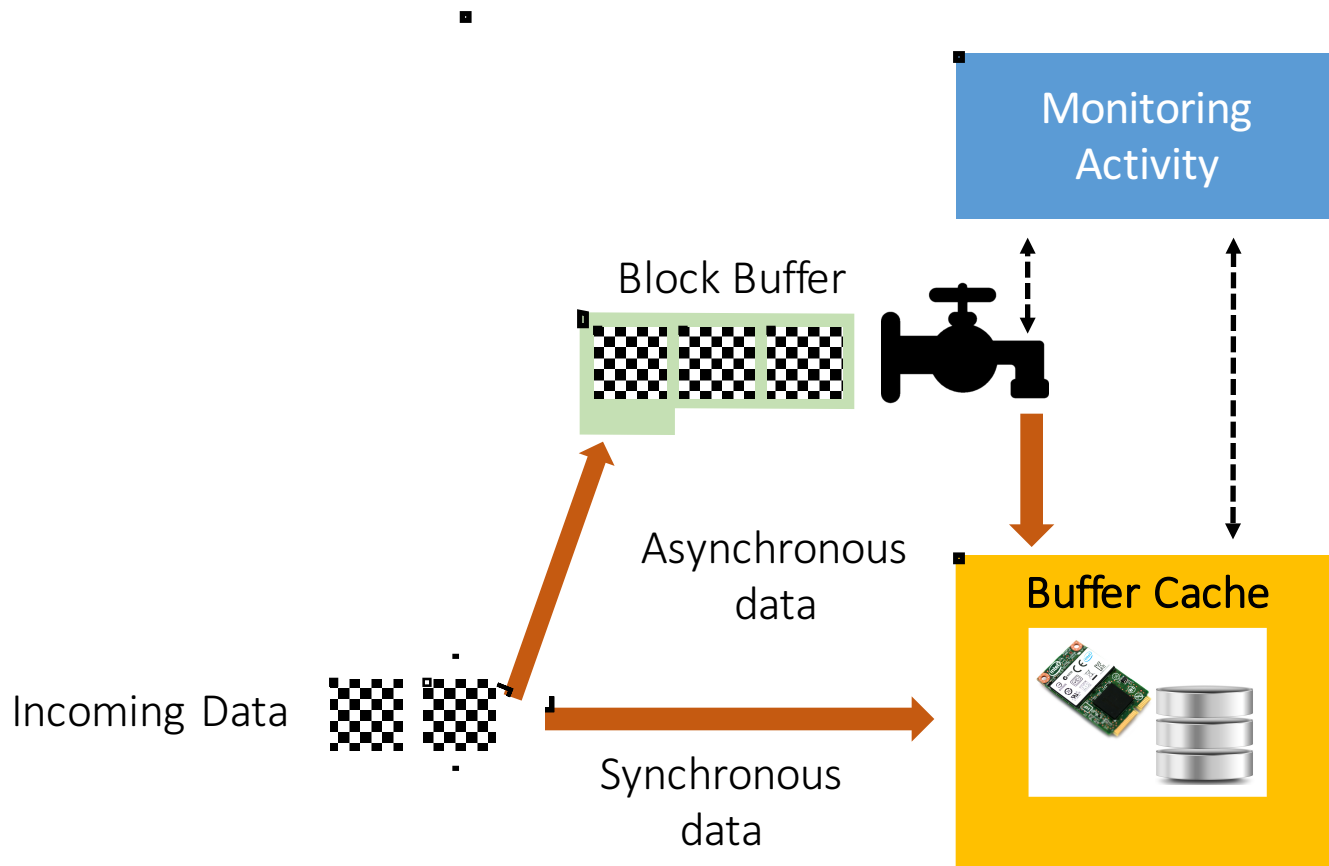 Monitoring
Activity
Block Buffer
Asynchronous
data
Buffer Cache
Incoming Data
Synchronous
data